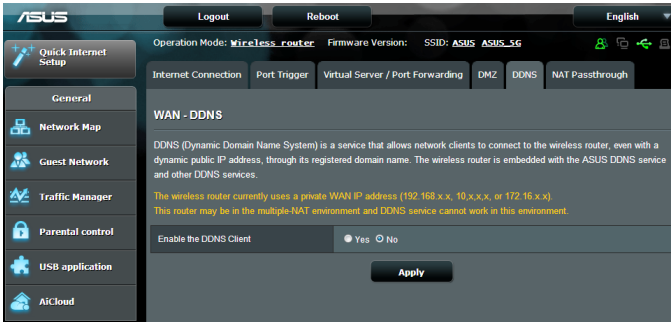 ASUS
Logout
Reboot
English
Quick Internet
Setup
Operation Mode: Wireless router Firmware Version: SSID: ASUS ASUS_5G
Internet Connection
Port Trigger
Virtual Server / Port Forwarding
DMZ
DDNS
NAT Passthrough
General
Network Map
Guest Network
Traffic Manager
Parental control
USB application
AiCloud
WAN - DDNS
DDNS (Dynamic Domain Name System) is a service that allows network clients to connect to the wireless router, even with a
dynamic public IP address, through its registered domain name. The wireless router is embedded with the ASUS DDNS service
and other DDNS services.
The wireless router currently uses a private WAN IP address (192.168.x.x, 10,x,x,x, or 172.16.x.x).
This router may be in the multiple-NAT environment and DDNS service cannot work in this environment.
Enable the DDNS Client
Yes No
Apply